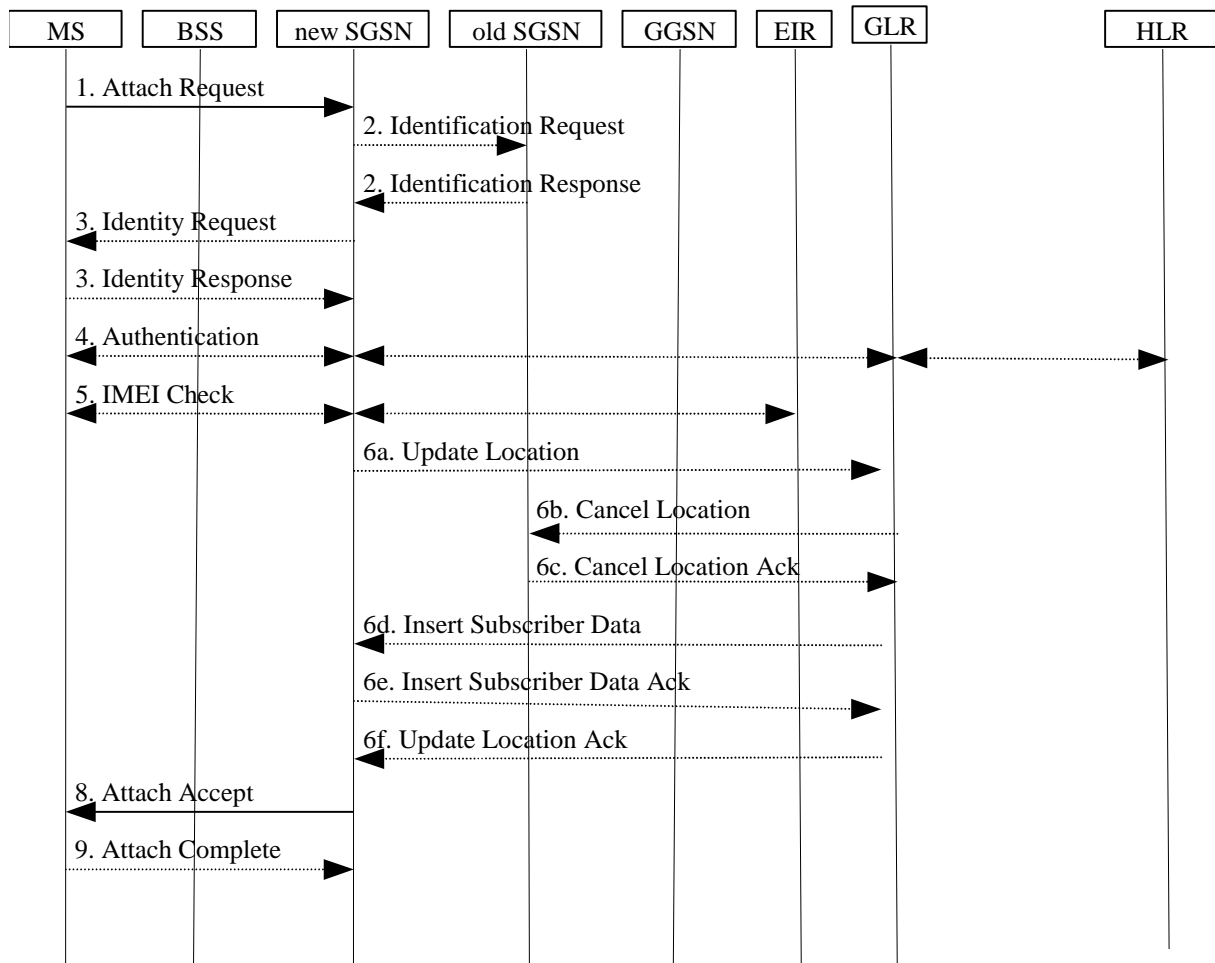 MS BSS new SGSN old SGSN GGSN EIR GLR HLR
1. Attach Request
2. Identification Request
2. Identification Response
3. Identity Request
3. Identity Response
4. Authentication
5. IMEI Check
6a. Update Location
6b. Cancel Location
6c. Cancel Location Ack
6d. Insert Subscriber Data
6e. Insert Subscriber Data Ack
6f. Update Location Ack
8. Attach Accept
9. Attach Complete